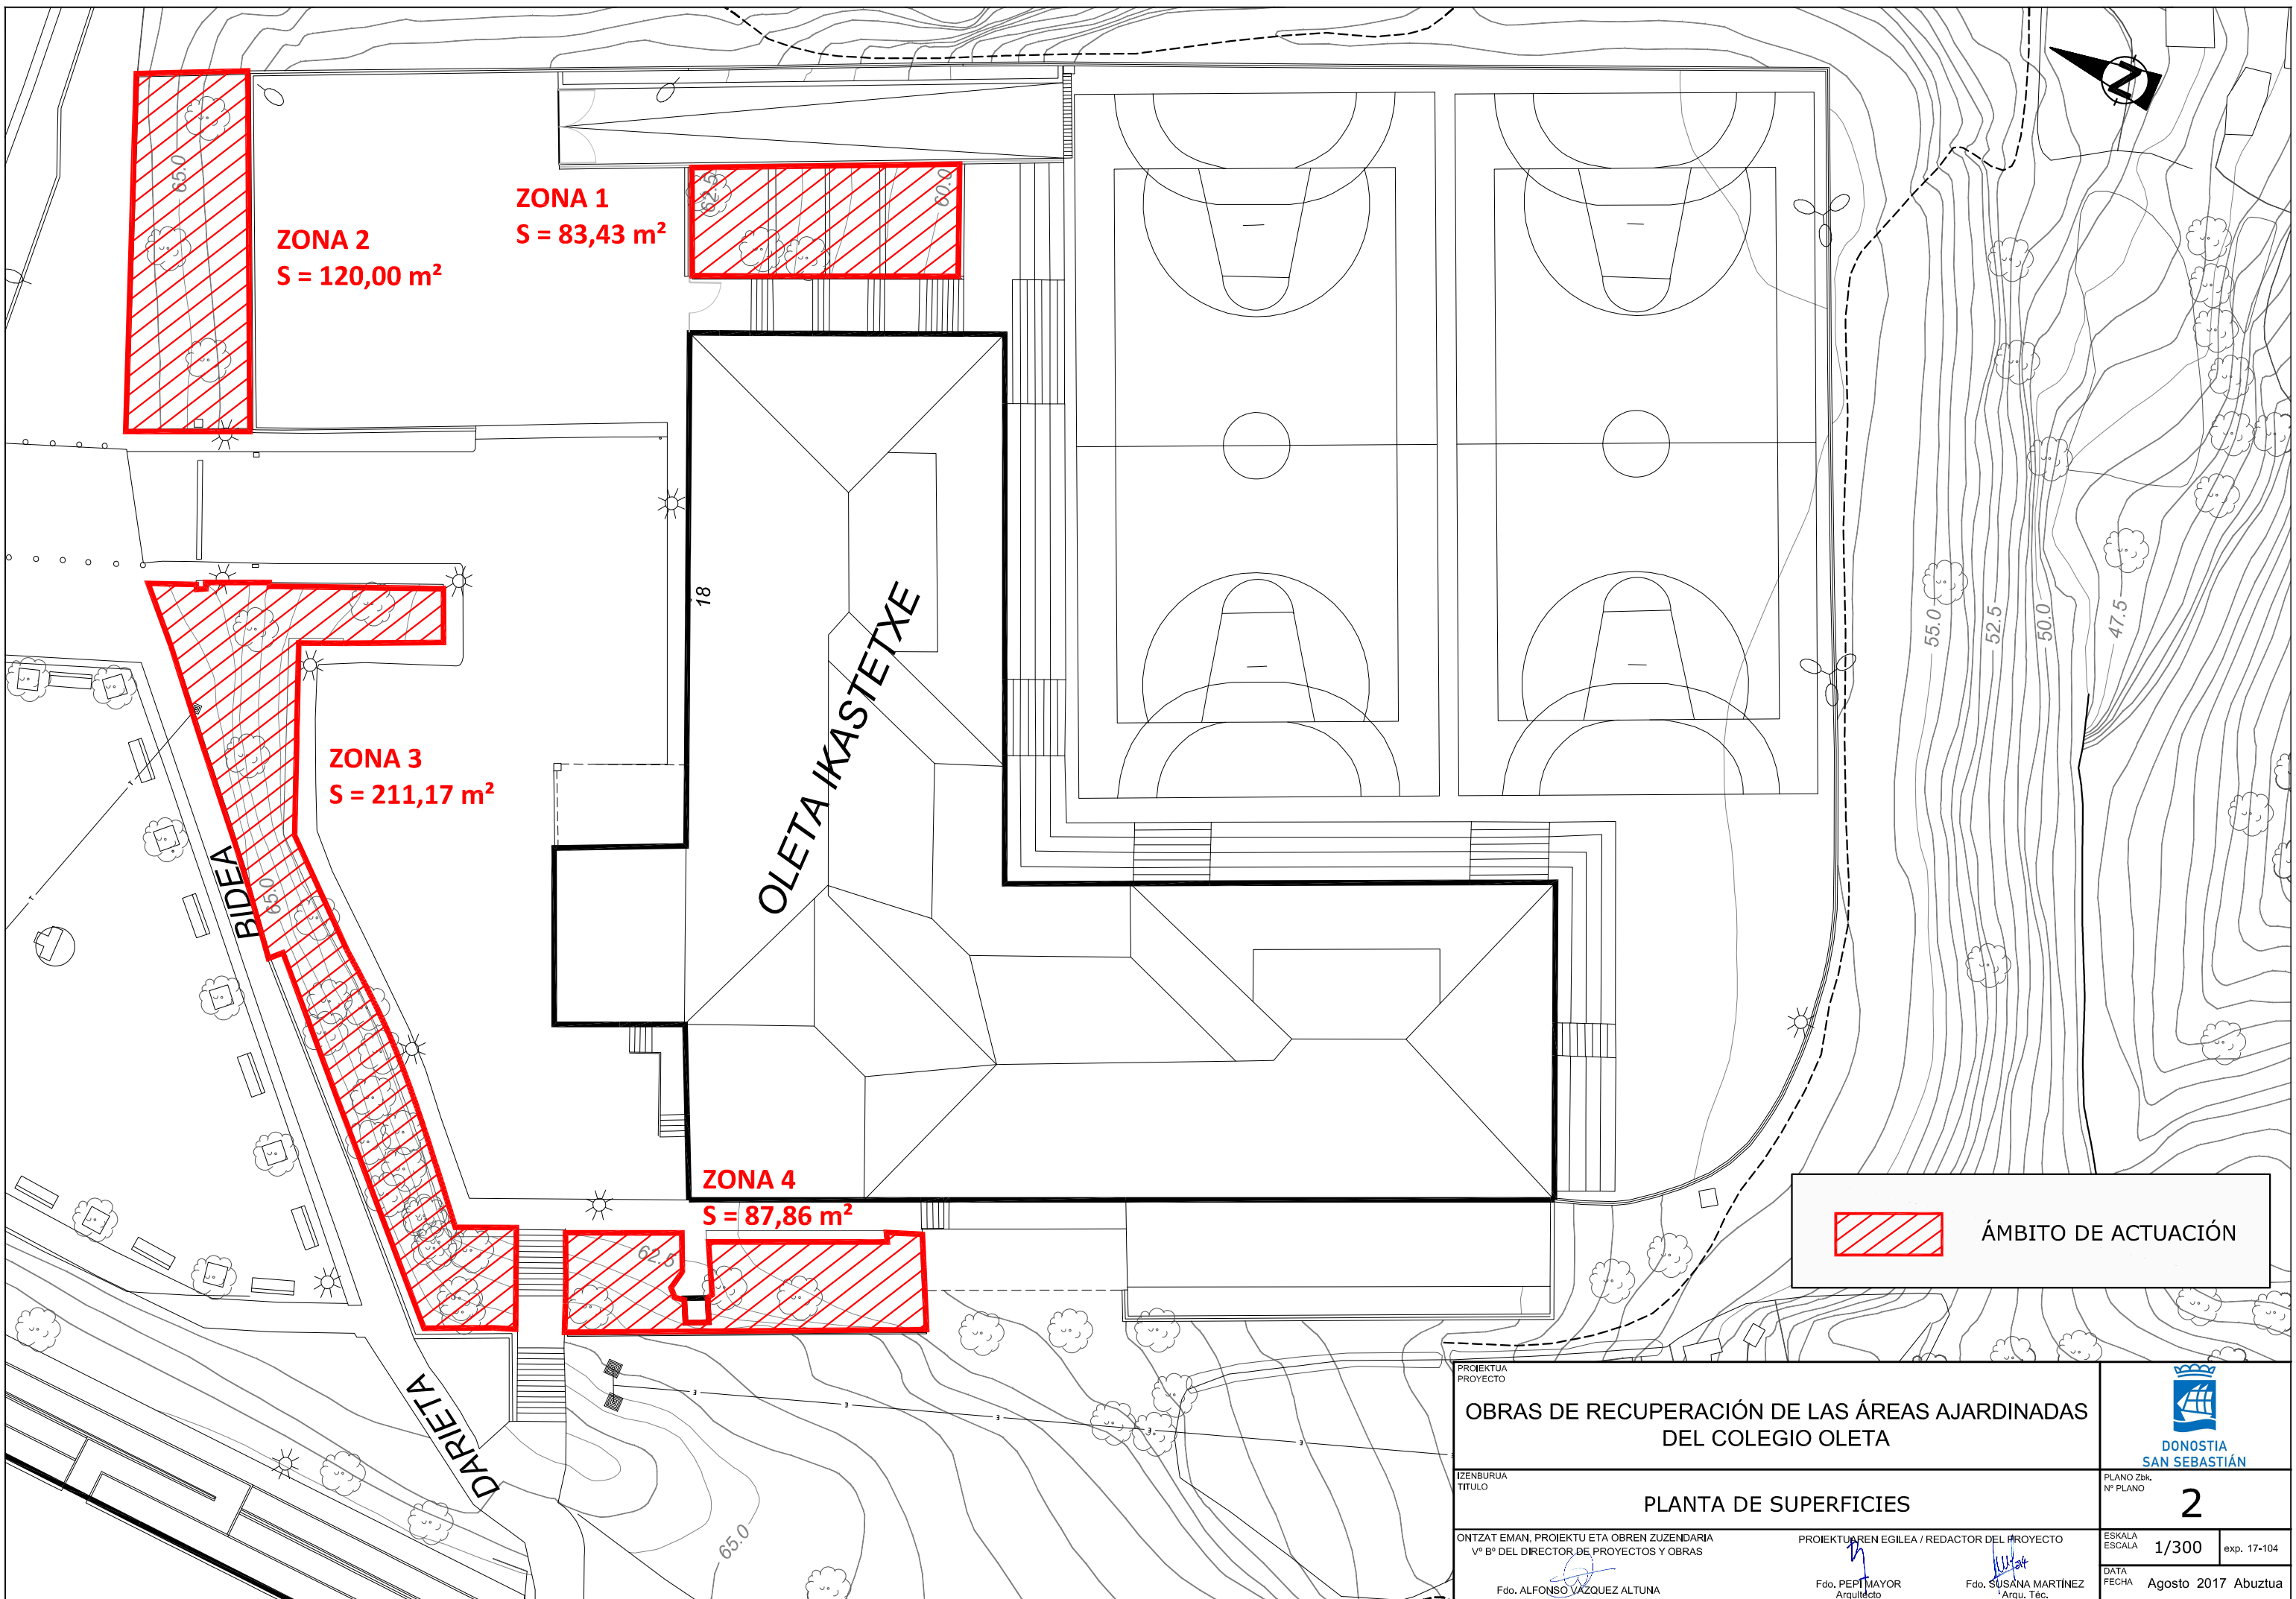 65.0
ZONA 2
S = 120,00 m²
ZONA 1
S = 83,43 m²
62.5
60.0
N
18
OLETA IKASTETXE
55.0
52.5
50.0
47.5
ZONA 3
S = 211,17 m²
BIDEA
65.0
ZONA 4
S = 87,86 m²
62.5
DARIETA
65.0
3
3
3
3
3
ÁMBITO DE ACTUACIÓN
PROIEKTUA
PROYECTO
OBRAS DE RECUPERACIÓN DE LAS ÁREAS AJARDINADAS
DEL COLEGIO OLETA
DONOSTIA
SAN SEBASTIÁN
IZENBURUA
TITULO
PLANTA DE SUPERFICIES
PLANO Zbk.
Nº PLANO
2
ONTZAT EMAN, PROIEKTU ETA OBREN ZUZENDARIA
Vº Bº DEL DIRECTOR DE PROYECTOS Y OBRAS
Fdo. ALFONSO VAZQUEZ ALTUNA
PROIEKTUAREN EGILEA / REDACTOR DEL PROYECTO
Fdo. PEPI MAYOR
Arquitecto
Fdo. SUSANA MARTÍNEZ
Arqu. Téc.
ESKALA
ESCALA
1/300
exp. 17-104
DATA
FECHA
Agosto 2017 Abuztua